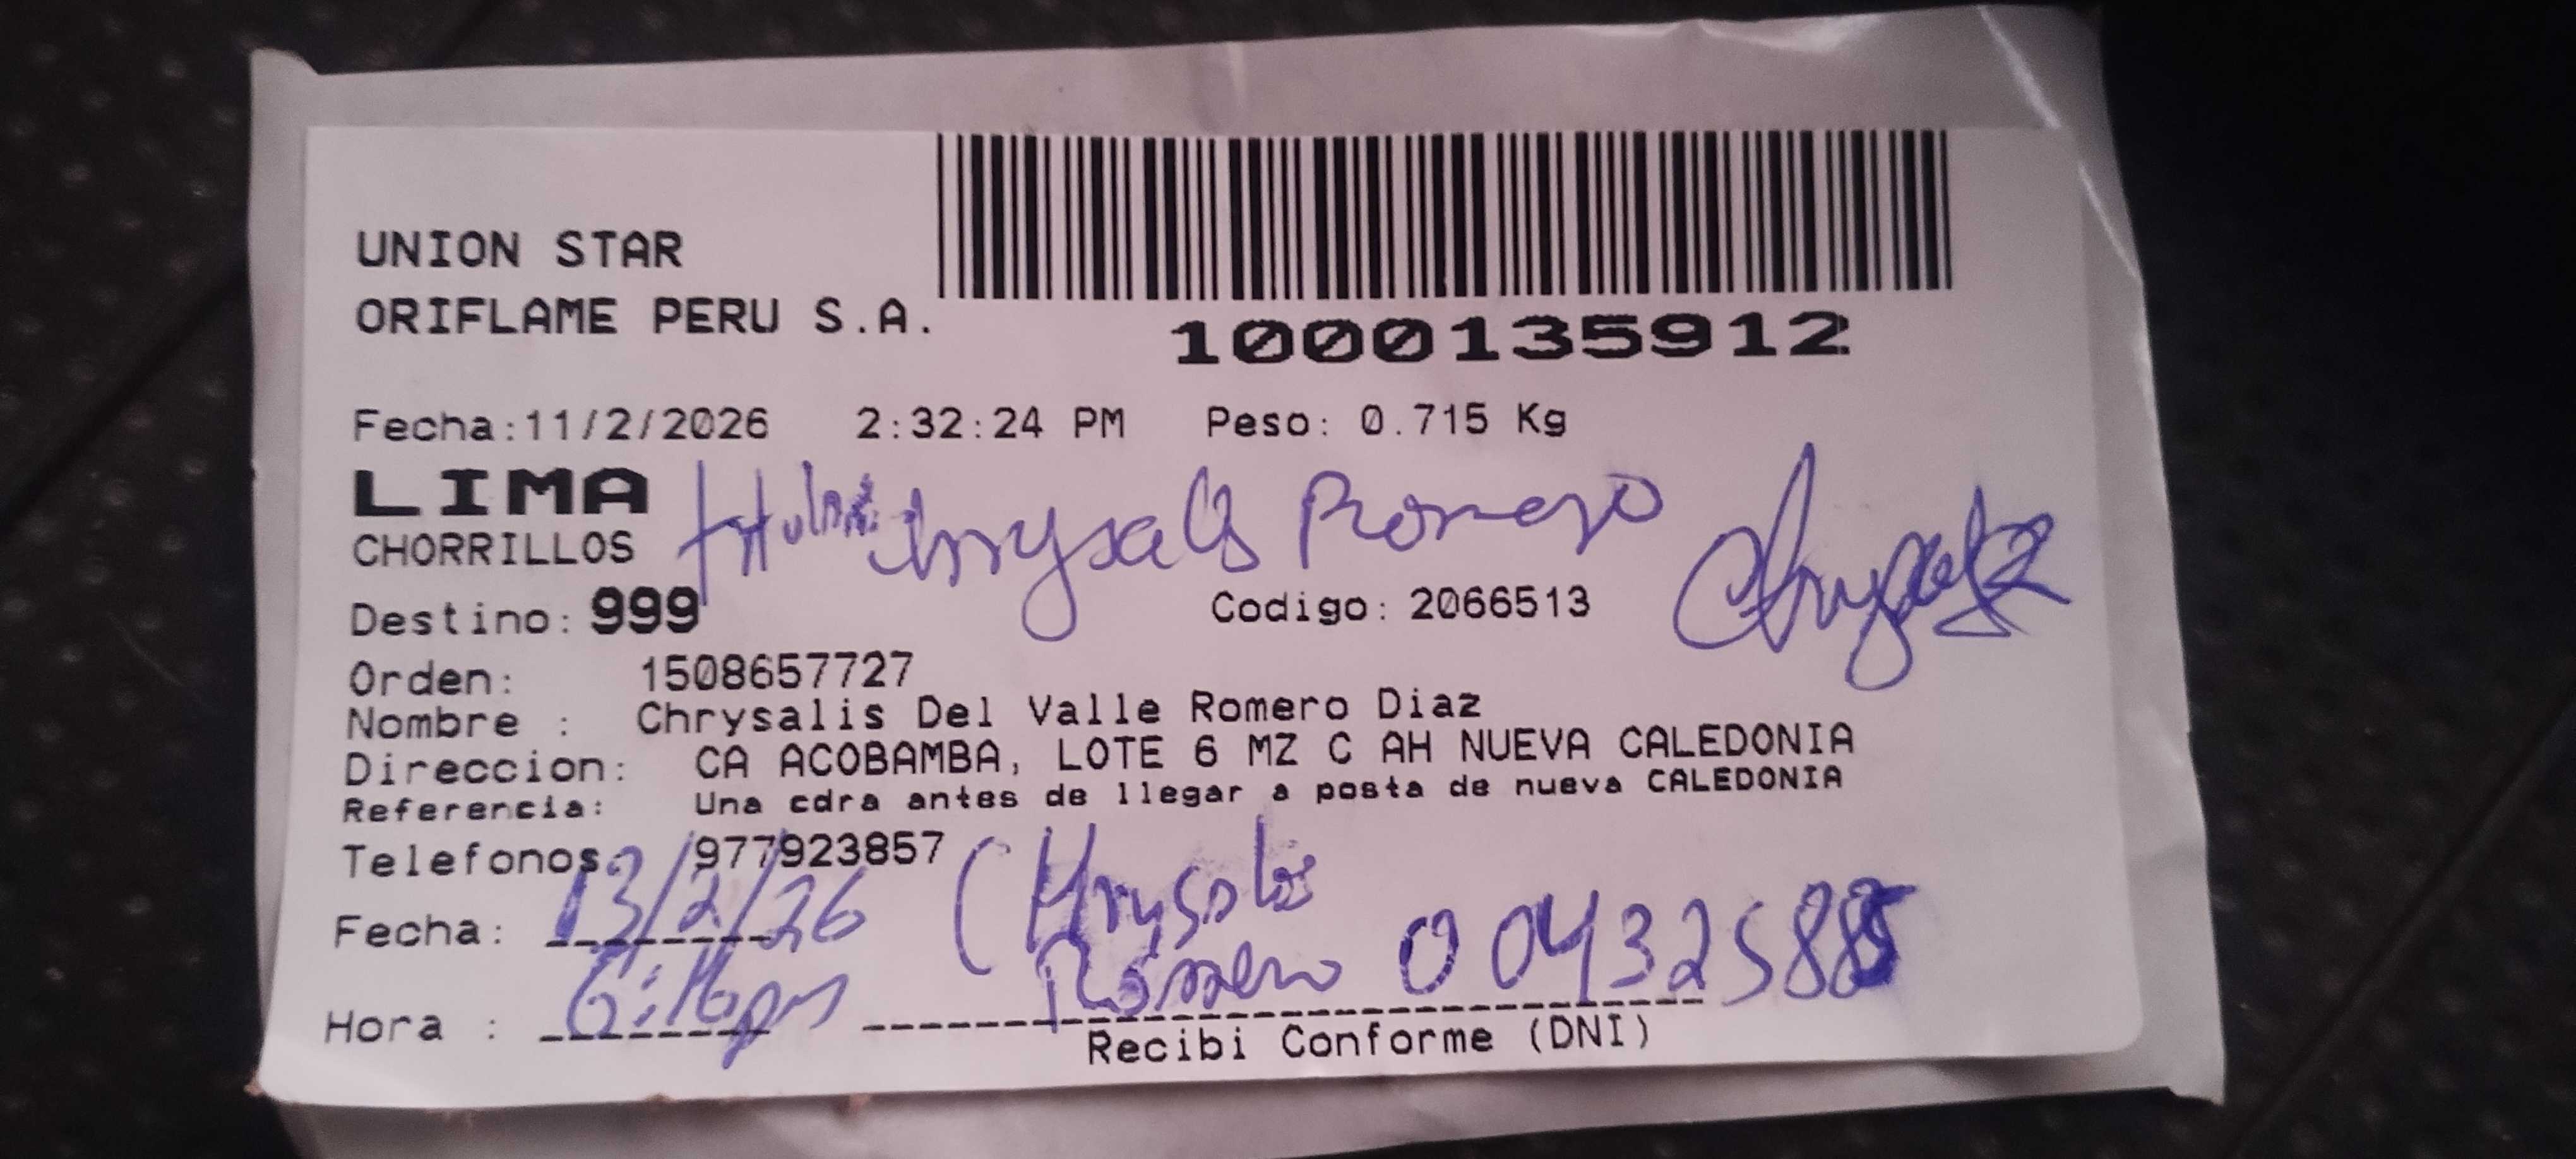 UNION STAR
ORIFLAME PERU S.A.
1000135912
Fecha:11/2/2026 2:32:24 PM Peso: 0.715 Kg
LIMA
CHORRILLOS
Chrysalis Romero
Destino: 999 Codigo: 2066513
Orden: 1508657727
Nombre : Chrysalis Del Valle Romero Diaz
Direccion: CA ACOBAMBA, LOTE 6 MZ C AH NUEVA CALEDONIA
Referencia: Una cdra antes de llegar a posta de nueva CALEDONIA
Telefonos: 977923857
Fecha: 13/2/26
Romero
Hora : 6:16pm
Recibi Conforme (DNI)